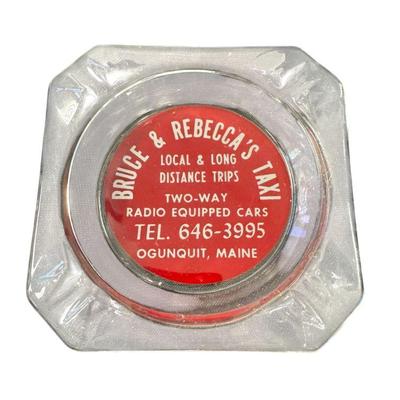 BRUCE & REBECCA'S TAXI
LOCAL & LONG
DISTANCE TRIPS
TWO-WAY
RADIO EQUIPPED CARS
TEL. 646-3995
OGUNQUIT, MAINE